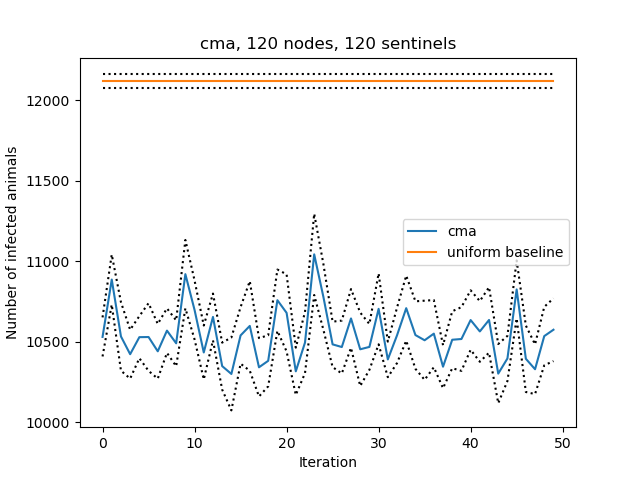 cma, 120 nodes, 120 sentinels
Number of infected animals
12000
11500
11000
10500
10000
cma
uniform baseline
0
10
20
30
40
50
Iteration